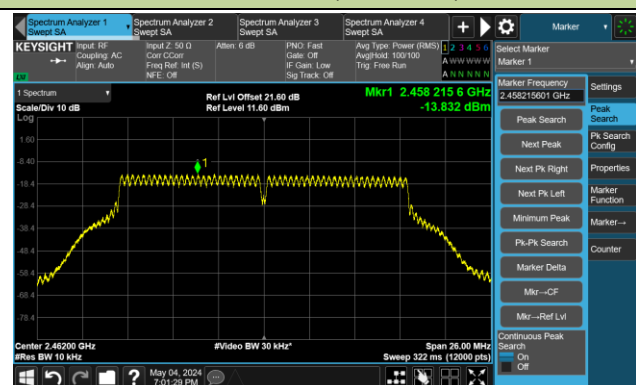 Spectrum Analyzer 1
Swept SA
Spectrum Analyzer 2
Swept SA
Spectrum Analyzer 3
Swept SA
Spectrum Analyzer 4
Swept SA
+
Marker
KEYSIGHT
Input: RF
Coupling: AC
Align: Auto
Input Z: 50 Ω
Corr CCorr
Freq Ref: Int (S)
NFE: Off
Atten: 6 dB
PNO: Fast
Gate: Off
IF Gain: Low
Sig Track: Off
Avg Type: Power (RMS)
Avg|Hold: 100/100
Trig: Free Run
1 2 3 4 5 6
A W W W W W
A N N N N N
LXI
Select Marker
Marker 1
1 Spectrum
Scale/Div 10 dB
Log
Ref Lvl Offset 21.60 dB
Ref Level 11.60 dBm
Mkr1 2.458 215 6 GHz
-13.832 dBm
1.60
-8.40
-18.4
-28.4
-38.4
-48.4
-58.4
-68.4
-78.4
1
Center 2.46200 GHz
#Res BW 10 kHz
#Video BW 30 kHz*
Span 26.00 MHz
Sweep 322 ms (12000 pts)
Marker Frequency
2.458215601 GHz
Peak Search
Next Peak
Next Pk Right
Next Pk Left
Minimum Peak
Pk-Pk Search
Marker Delta
Mkr→CF
Mkr→Ref Lvl
Continuous Peak
Search
On
Off
Settings
Peak
Search
Pk Search
Config
Properties
Marker
Function
Marker→
Counter
?
May 04, 2024
7:01:29 PM